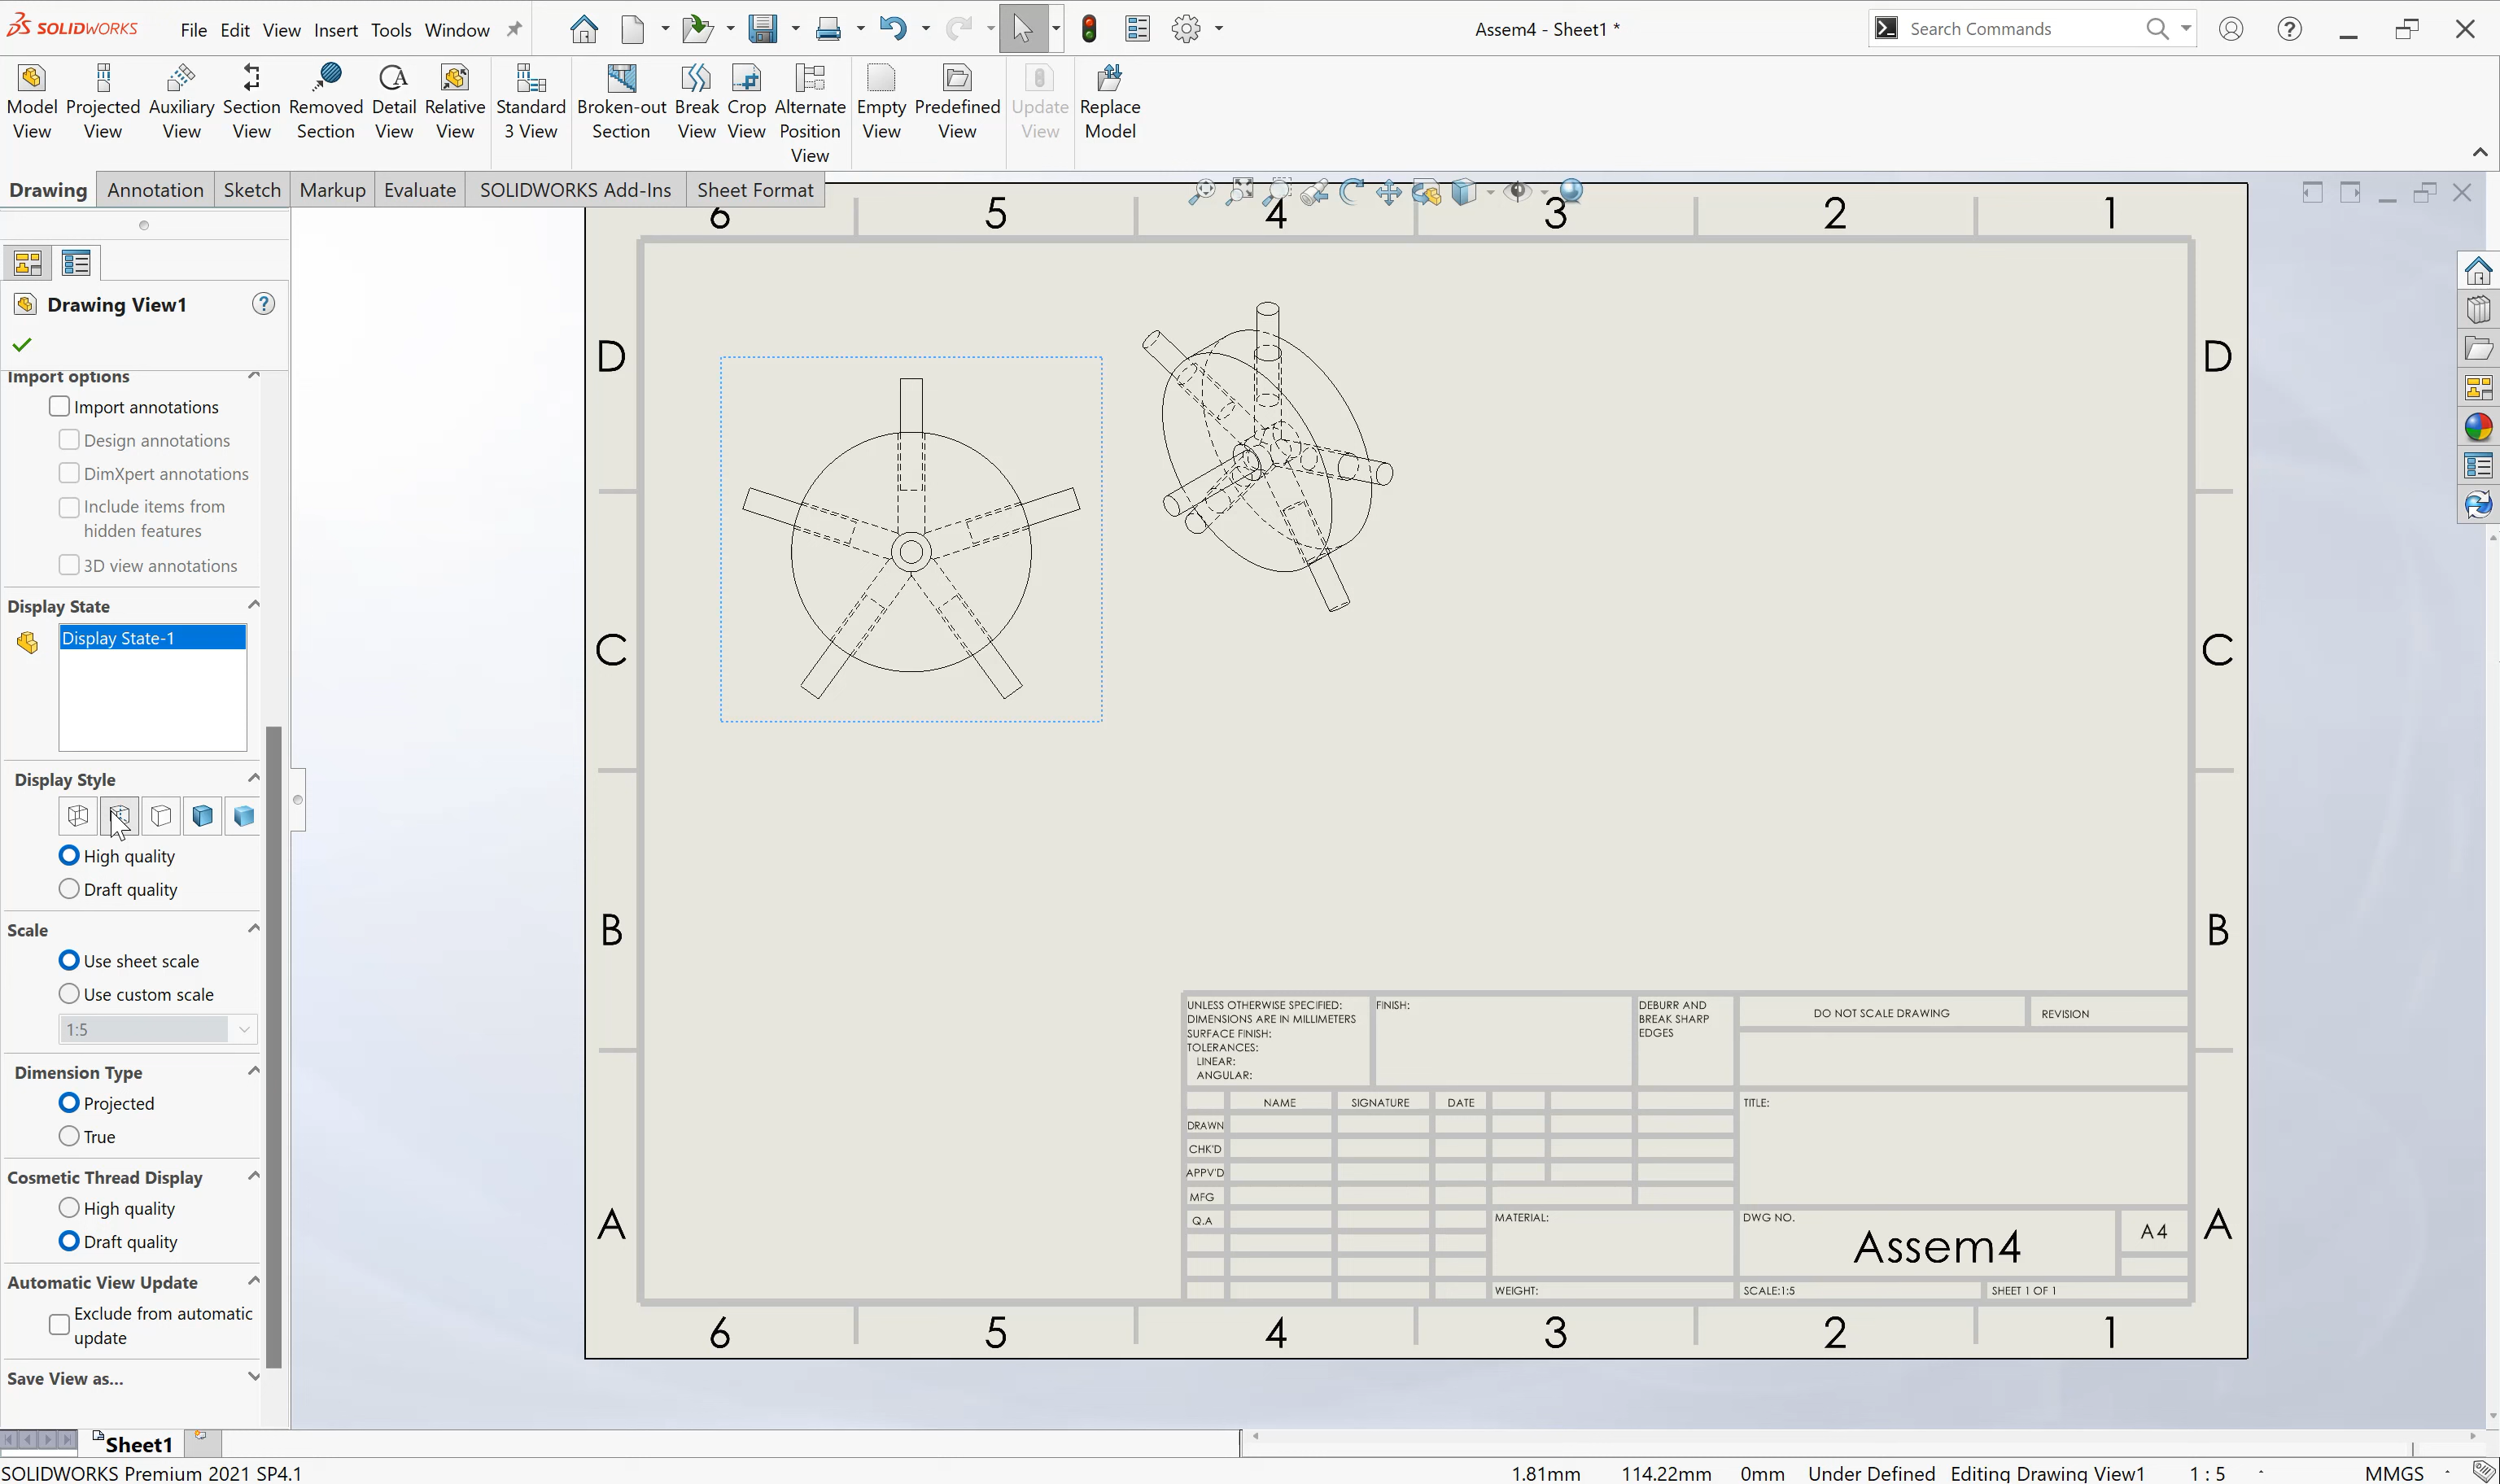 SOLIDWORKS File Edit View Insert Tools Window Assem4 - Sheet1 * Search Commands
Model View
Projected View
Auxiliary View
Section View
Removed Section
Detail View
Relative View
Standard 3 View
Broken-out Section
Break View
Crop View
Alternate Position View
Empty View
Predefined View
Update View
Replace Model
Drawing Annotation Sketch Markup Evaluate SOLIDWORKS Add-Ins Sheet Format
Drawing View1
Import options
Import annotations
Design annotations
DimXpert annotations
Include items from
hidden features
3D view annotations
Display State
Display State-1
Display Style
High quality
Draft quality
Scale
Use sheet scale
Use custom scale
1:5
Dimension Type
Projected
True
Cosmetic Thread Display
High quality
Draft quality
Automatic View Update
Exclude from automatic
update
Save View as...
6 5 4 3 2 1
D D
C C
B B
A A
6 5 4 3 2 1
UNLESS OTHERWISE SPECIFIED:
DIMENSIONS ARE IN MILLIMETERS
SURFACE FINISH:
TOLERANCES:
LINEAR:
ANGULAR:
FINISH:
DEBURR AND
BREAK SHARP
EDGES
DO NOT SCALE DRAWING
REVISION
NAME SIGNATURE DATE
TITLE:
DRAWN
CHK'D
APPV'D
MFG
Q.A
MATERIAL:
DWG NO.
Assem4
A4
WEIGHT:
SCALE:1:5
SHEET 1 OF 1
Sheet1
SOLIDWORKS Premium 2021 SP4.1 1.81mm 114.22mm 0mm Under Defined Editing Drawing View1 1 : 5 MMGS